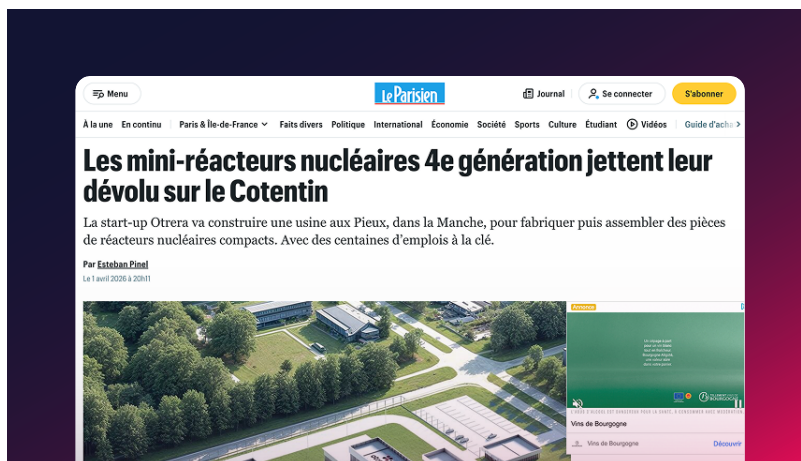 Menu
Le Parisien
Journal
Se connecter
S'abonner
À la une En continu Paris & Île-de-France Faits divers Politique International Économie Société Sports Culture Étudiant Vidéos Guide d'acha
Les mini-réacteurs nucléaires 4e génération jettent leur
dévolu sur le Cotentin
La start-up Otrera va construire une usine aux Pieux, dans la Manche, pour fabriquer puis assembler des pièces
de réacteurs nucléaires compacts. Avec des centaines d'emplois à la clé.
Par Esteban Pinel
Le 1 avril 2026 à 20h11
Annonce
Vins de Bourgogne
Vins de Bourgogne
Découvrir